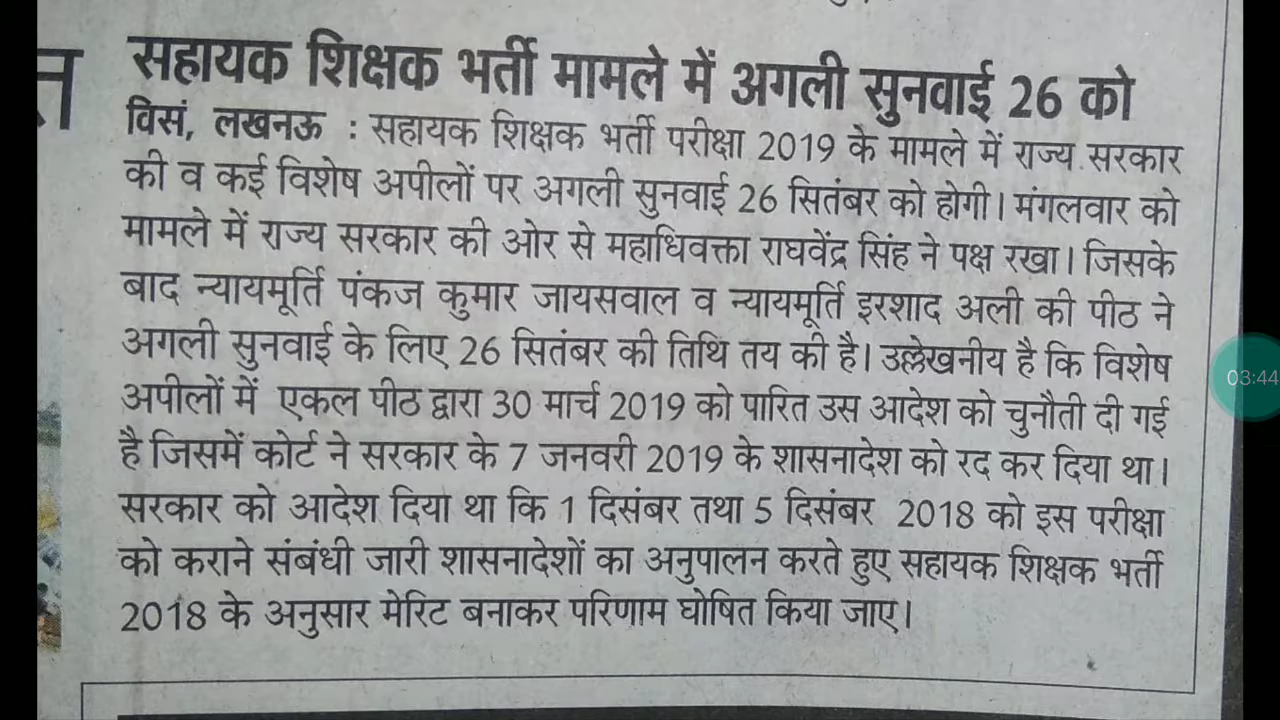 सहायक शिक्षक भर्ती मामले में अगली सुनवाई 26 को
विसं, लखनऊ : सहायक शिक्षक भर्ती परीक्षा 2019 के मामले में राज्य सरकार
की व कई विशेष अपीलों पर अगली सुनवाई 26 सितंबर को होगी। मंगलवार को
मामले में राज्य सरकार की ओर से महाधिवक्ता राघवेंद्र सिंह ने पक्ष रखा। जिसके
बाद न्यायमूर्ति पंकज कुमार जायसवाल व न्यायमूर्ति इरशाद अली की पीठ ने
अगली सुनवाई के लिए 26 सितंबर की तिथि तय की है। उल्लेखनीय है कि विशेष
अपीलों में एकल पीठ द्वारा 30 मार्च 2019 को पारित उस आदेश को चुनौती दी गई
है जिसमें कोर्ट ने सरकार के 7 जनवरी 2019 के शासनादेश को रद कर दिया था।
सरकार को आदेश दिया था कि 1 दिसंबर तथा 5 दिसंबर 2018 को इस परीक्षा
को कराने संबंधी जारी शासनादेशों का अनुपालन करते हुए सहायक शिक्षक भर्ती
2018 के अनुसार मेरिट बनाकर परिणाम घोषित किया जाए।
03:44